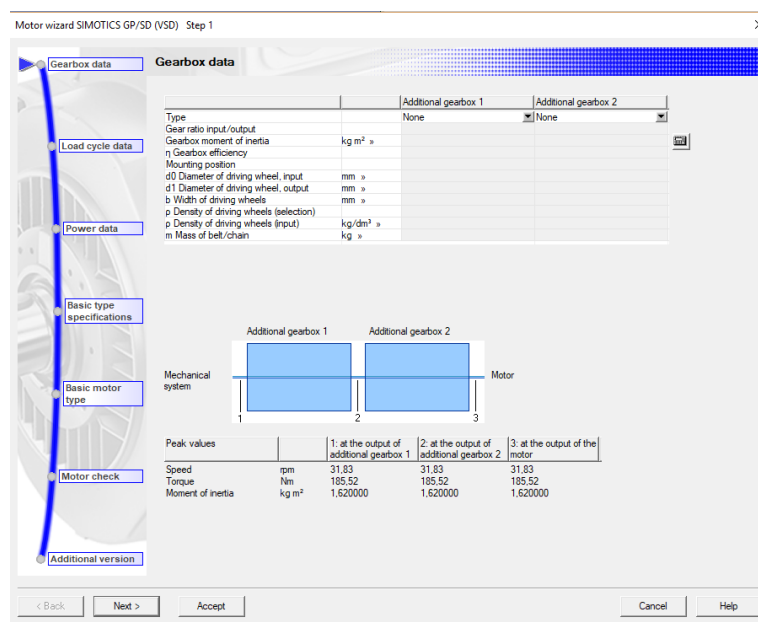 Motor wizard SIMOTICS GP/SD (VSD) Step 1
Gearbox data
Load cycle data
Power data
Basic type
specifications
Basic motor
type
Motor check
Additional version
Gearbox data
Additional gearbox 1 Additional gearbox 2
Type None None
Gear ratio input/output
Gearbox moment of inertia kg m² »
η Gearbox efficiency
Mounting position
d0 Diameter of driving wheel, input mm »
d1 Diameter of driving wheel, output mm »
b Width of driving wheels mm »
ρ Density of driving wheels (selection)
ρ Density of driving wheels (input) kg/dm³ »
m Mass of belt/chain kg »
Additional gearbox 1 Additional gearbox 2
Mechanical
system
Motor
1 2 3
Peak values 1: at the output of additional gearbox 1 2: at the output of additional gearbox 2 3: at the output of the motor
Speed rpm 31,83 31,83 31,83
Torque Nm 185,52 185,52 185,52
Moment of inertia kg m² 1,620000 1,620000 1,620000
< Back Next > Accept Cancel Help